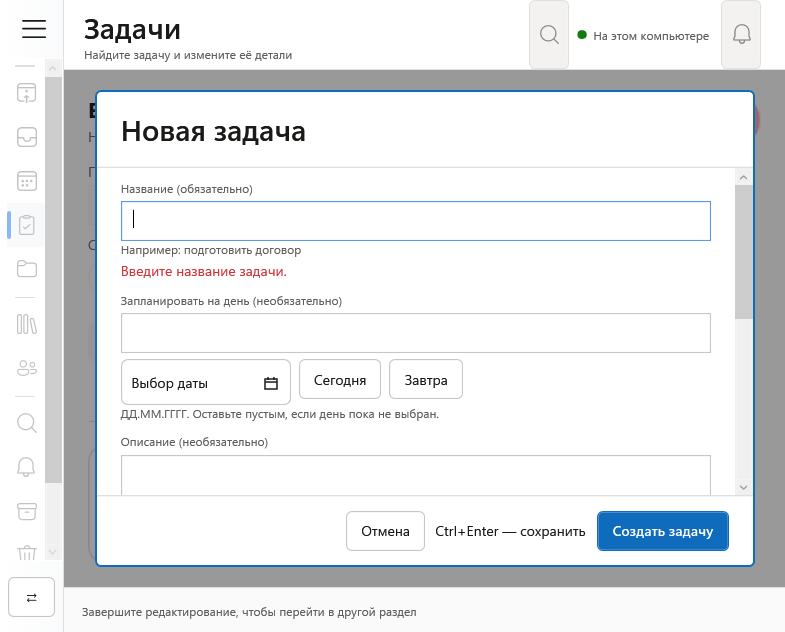 Задачи
Найдите задачу и измените её детали
На этом компьютере
Новая задача
Название (обязательно)
Например: подготовить договор
Введите название задачи.
Запланировать на день (необязательно)
Выбор даты
Сегодня
Завтра
ДД.ММ.ГГГГ. Оставьте пустым, если день пока не выбран.
Описание (необязательно)
Отмена
Ctrl+Enter — сохранить
Создать задачу
Завершите редактирование, чтобы перейти в другой раздел